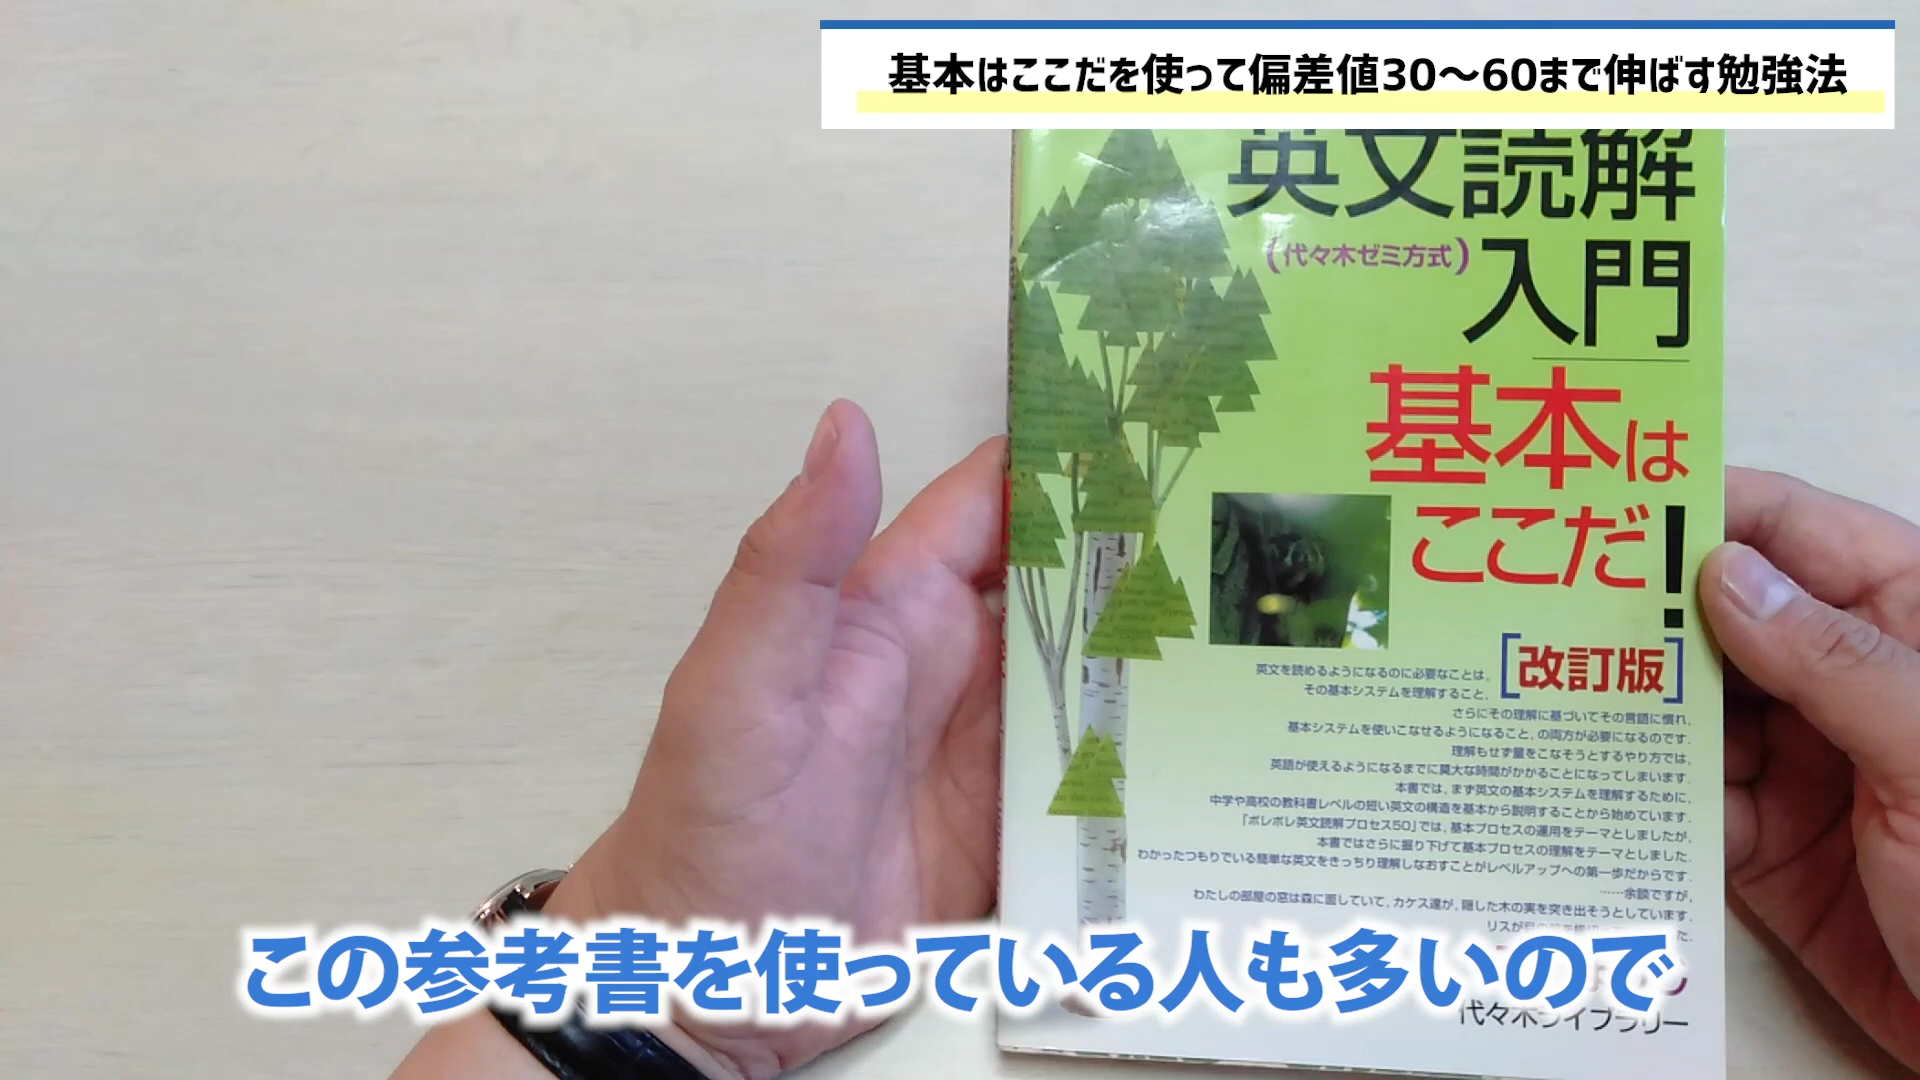 基本はここだを使って偏差値30〜60まで伸ばす勉強法
英文読解
(代々木ゼミ方式)
入門
基本は
ここだ!
[改訂版]
英文を読めるようになるのに必要なことは,
その基本システムを理解すること,
さらにその理解に基づいてその言語に慣れ,
基本システムを使いこなせるようになること,の両方が必要になるのです.
理解もせず量をこなそうとするやり方では,
英語が使えるようになるまでに莫大な時間がかかることになってしまいます.
本書では,まず英文の基本システムを理解するために,
中学や高校の教科書レベルの短い英文の構造を基本から説明することから始めています.
「ポレポレ英文読解プロセス50」では,基本プロセスの運用をテーマとしましたが,
本書ではさらに掘り下げて基本プロセスの理解をテーマとしました.
わかったつもりでいる簡単な英文をきっちり理解しなおすことがレベルアップへの第一歩だからです.
……余談ですが,
わたしの部屋の窓は森に面していて,カケス達が,隠した木の実を突き出そうとしています.
リスが
た.
この参考書を使っている人も多いので
代々木ライブラリー